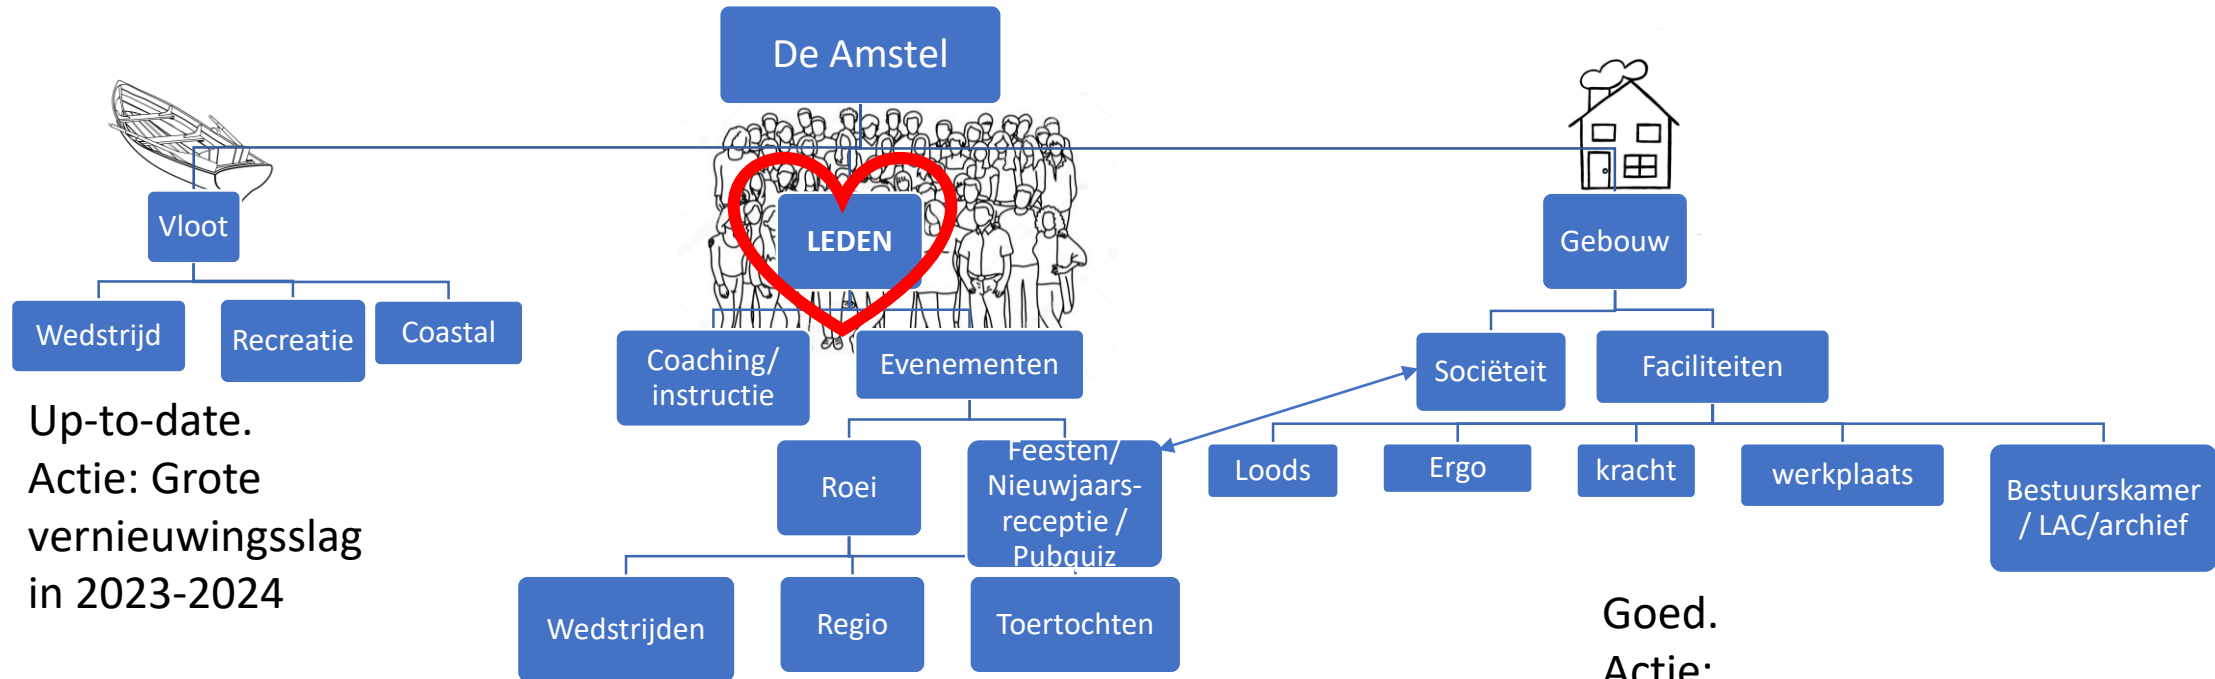 De Amstel
Vloot
LEDEN
Gebouw
Wedstrijd
Recreatie
Coastal
Coaching/
instructie
Evenementen
Sociëteit
Faciliteiten
Up-to-date.
Actie: Grote
vernieuwingsslag
in 2023-2024
Roei
Feesten/
Nieuwjaars-
receptie /
Pubquiz
Loods
Ergo
kracht
werkplaats
Bestuurskamer
/ LAC/archief
Wedstrijden
Regio
Toertochten
Goed.
Actie: